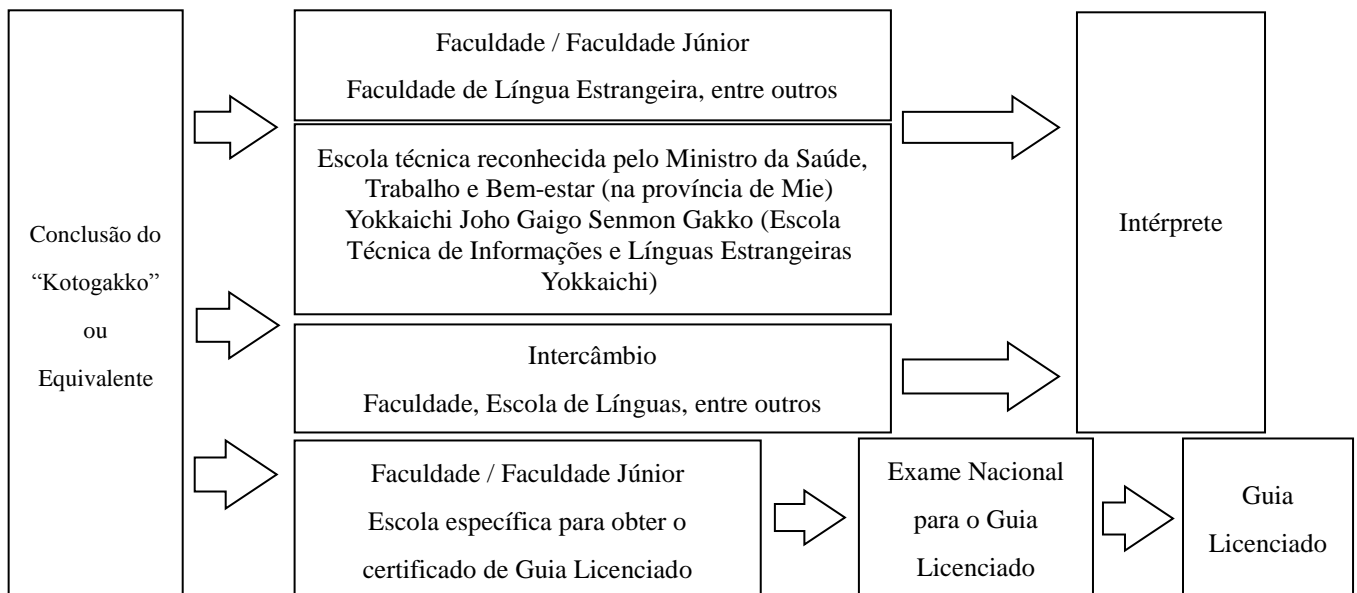 Conclusão do
“Kotogakko”
ou
Equivalente
Faculdade / Faculdade Júnior
Faculdade de Língua Estrangeira, entre outros
Escola técnica reconhecida pelo Ministro da Saúde,
Trabalho e Bem-estar (na província de Mie)
Yokkaichi Joho Gaigo Senmon Gakko (Escola
Técnica de Informações e Línguas Estrangeiras
Yokkaichi)
Intercâmbio
Faculdade, Escola de Línguas, entre outros
Intérprete
Faculdade / Faculdade Júnior
Escola específica para obter o
certificado de Guia Licenciado
Exame Nacional
para o Guia
Licenciado
Guia
Licenciado